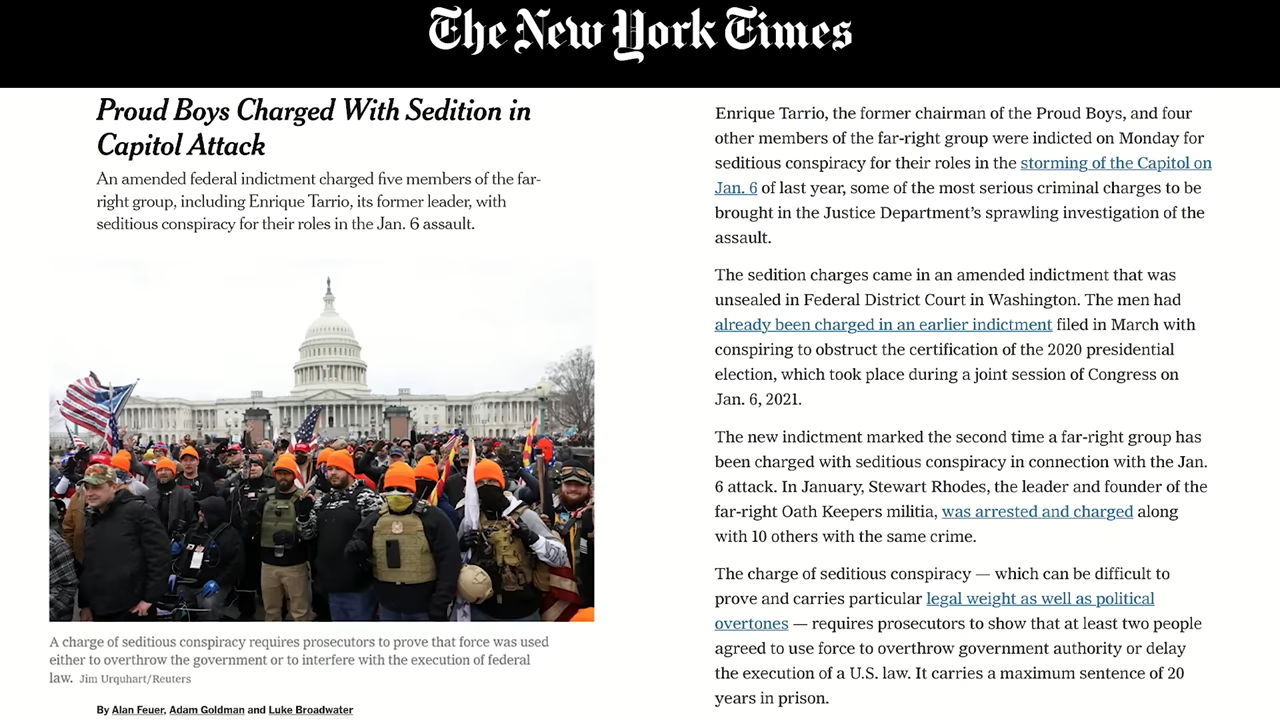 The New York Times
Proud Boys Charged With Sedition in
Capitol Attack
An amended federal indictment charged five members of the far-
right group, including Enrique Tarrio, its former leader, with
seditious conspiracy for their roles in the Jan. 6 assault.
A charge of seditious conspiracy requires prosecutors to prove that force was used
either to overthrow the government or to interfere with the execution of federal
law. Jim Urquhart/Reuters
By Alan Feuer, Adam Goldman and Luke Broadwater
Enrique Tarrio, the former chairman of the Proud Boys, and four
other members of the far-right group were indicted on Monday for
seditious conspiracy for their roles in the storming of the Capitol on
Jan. 6 of last year, some of the most serious criminal charges to be
brought in the Justice Department’s sprawling investigation of the
assault.
The sedition charges came in an amended indictment that was
unsealed in Federal District Court in Washington. The men had
already been charged in an earlier indictment filed in March with
conspiring to obstruct the certification of the 2020 presidential
election, which took place during a joint session of Congress on
Jan. 6, 2021.
The new indictment marked the second time a far-right group has
been charged with seditious conspiracy in connection with the Jan.
6 attack. In January, Stewart Rhodes, the leader and founder of the
far-right Oath Keepers militia, was arrested and charged along
with 10 others with the same crime.
The charge of seditious conspiracy — which can be difficult to
prove and carries particular legal weight as well as political
overtones — requires prosecutors to show that at least two people
agreed to use force to overthrow government authority or delay
the execution of a U.S. law. It carries a maximum sentence of 20
years in prison.